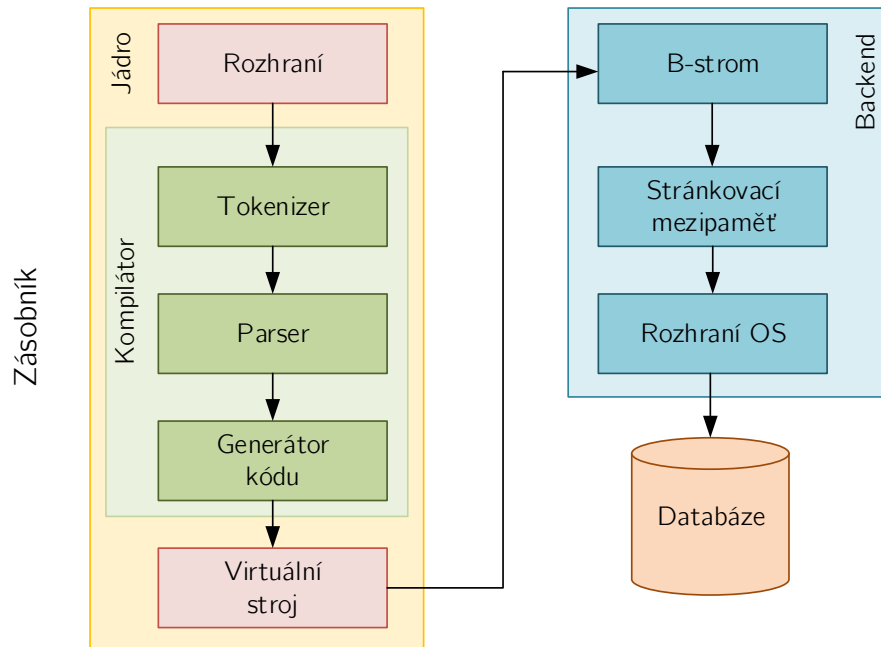 Zásobník
Jádro
Rozhraní
Kompilátor
Tokenizer
Parser
Generátor
kódu
Virtuální
stroj
Backend
B-strom
Stránkovací
mezipaměť
Rozhraní OS
Databáze